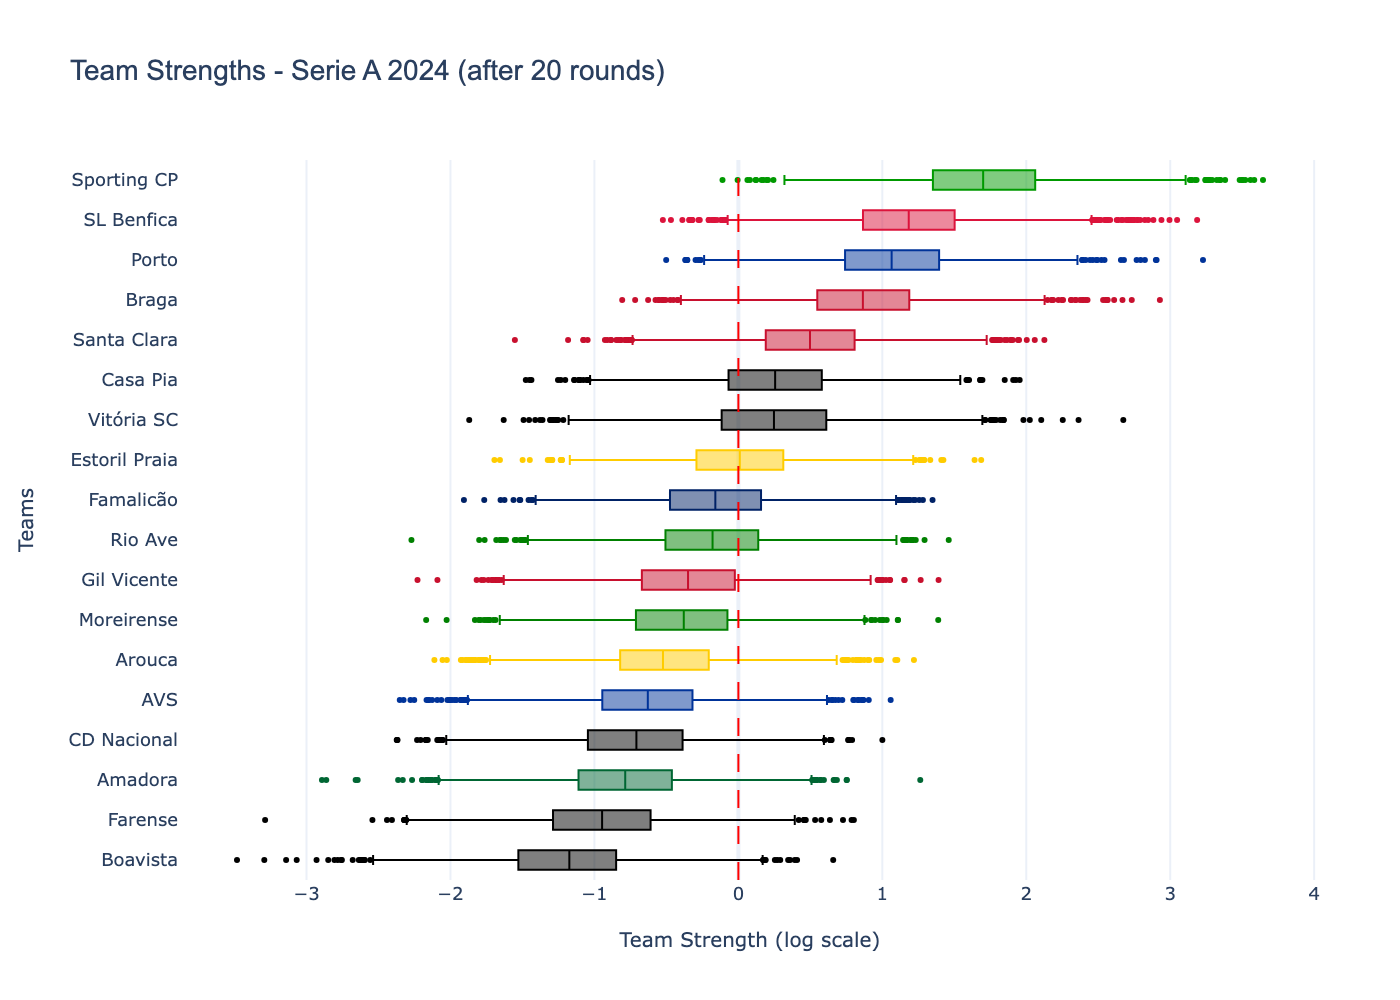 Team Strengths - Serie A 2024 (after 20 rounds)
Sporting CP
SL Benfica
Porto
Braga
Santa Clara
Casa Pia
Vitória SC
Estoril Praia
Famalicão
Rio Ave
Gil Vicente
Moreirense
Arouca
AVS
CD Nacional
Amadora
Farense
Boavista
Teams
−3 −2 −1 0 1 2 3 4
Team Strength (log scale)